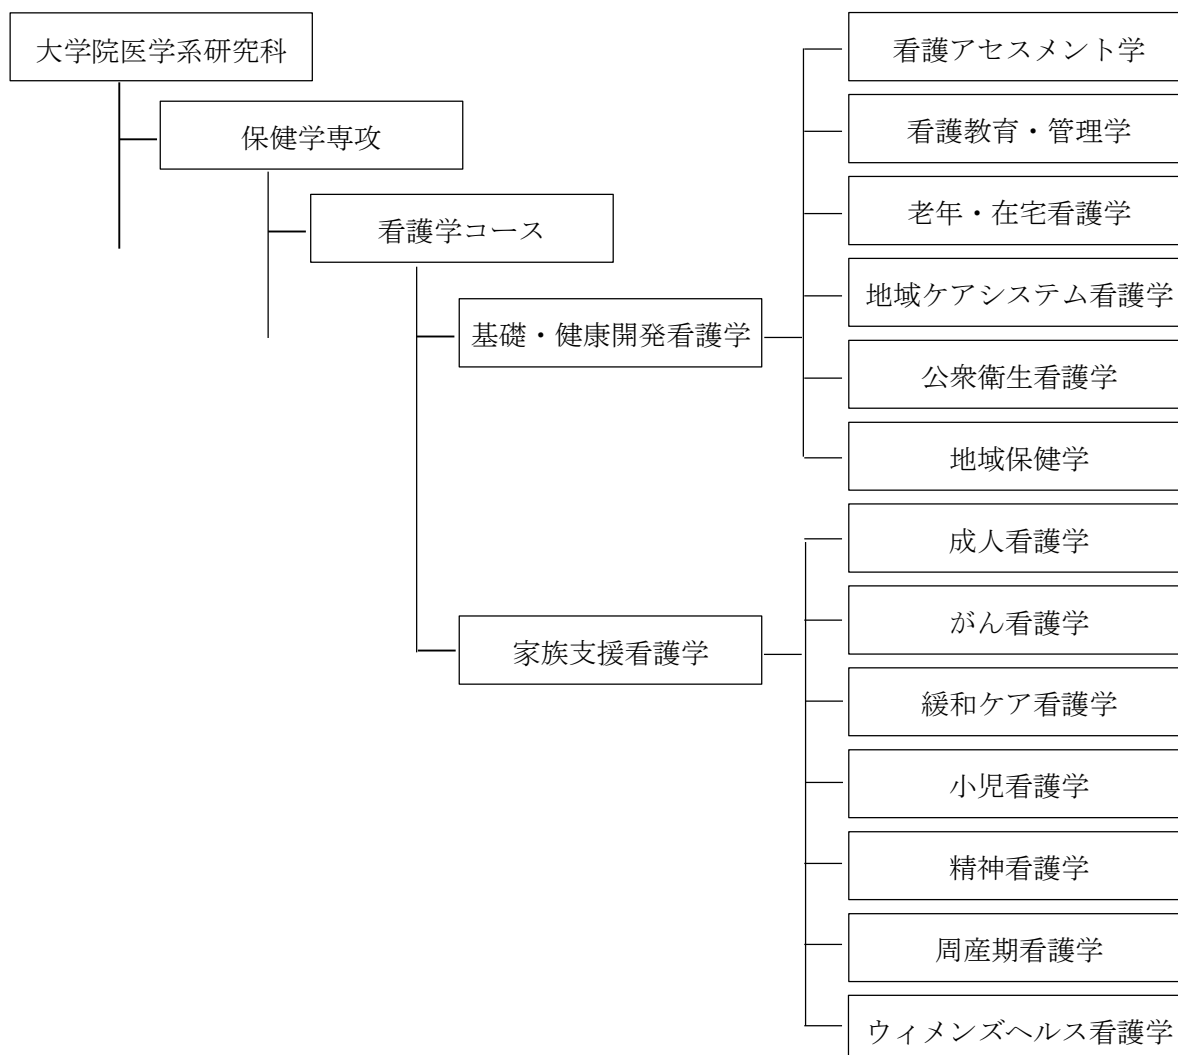 大学院医学系研究科
保健学専攻
看護学コース
基礎・健康開発看護学
看護アセスメント学
看護教育・管理学
老年・在宅看護学
地域ケアシステム看護学
公衆衛生看護学
地域保健学
家族支援看護学
成人看護学
がん看護学
緩和ケア看護学
小児看護学
精神看護学
周産期看護学
ウィメンズヘルス看護学